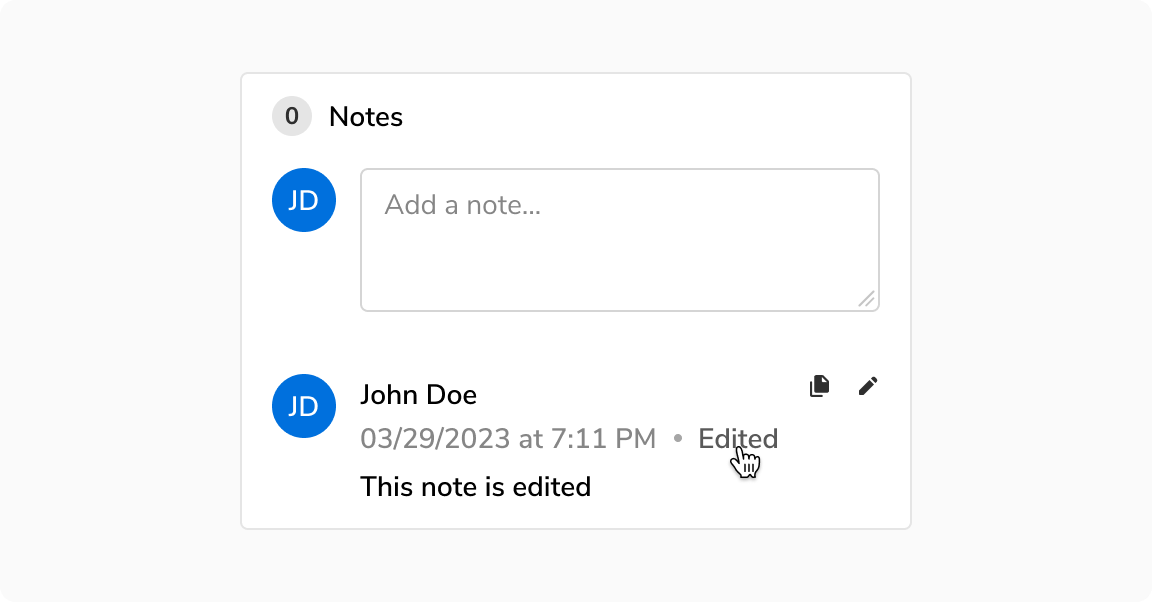 0 Notes
JD
Add a note...
JD
John Doe
03/29/2023 at 7:11 PM • Edited
This note is edited